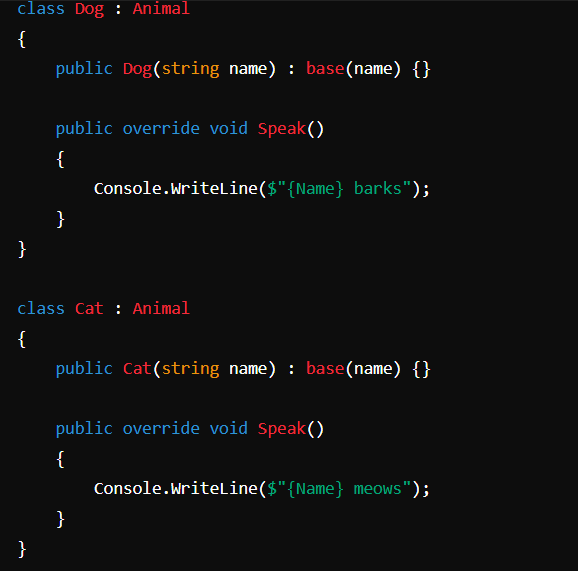 class Dog : Animal
{
    public Dog(string name) : base(name) {}

    public override void Speak()
    {
        Console.WriteLine($"{Name} barks");
    }
}

class Cat : Animal
{
    public Cat(string name) : base(name) {}

    public override void Speak()
    {
        Console.WriteLine($"{Name} meows");
    }
}